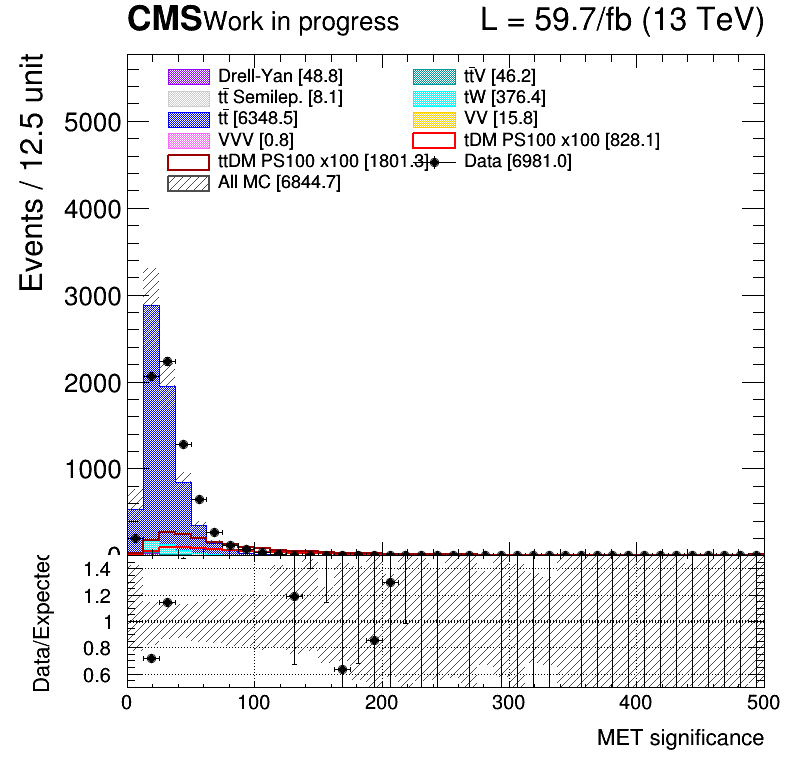 CMS Work in progress L = 59.7/fb (13 TeV)
Events / 12.5 unit
Drell-Yan [48.8]
tt̄ Semilep. [8.1]
tt̄ [6348.5]
VVV [0.8]
ttDM PS100 x100 [1801.3]
All MC [6844.7]
tt̄V [46.2]
tW [376.4]
VV [15.8]
tDM PS100 x100 [828.1]
Data [6981.0]
5000
4000
3000
2000
1000
0
Data/Expected
1.4
1.2
1
0.8
0.6
0 100 200 300 400 500
MET significance